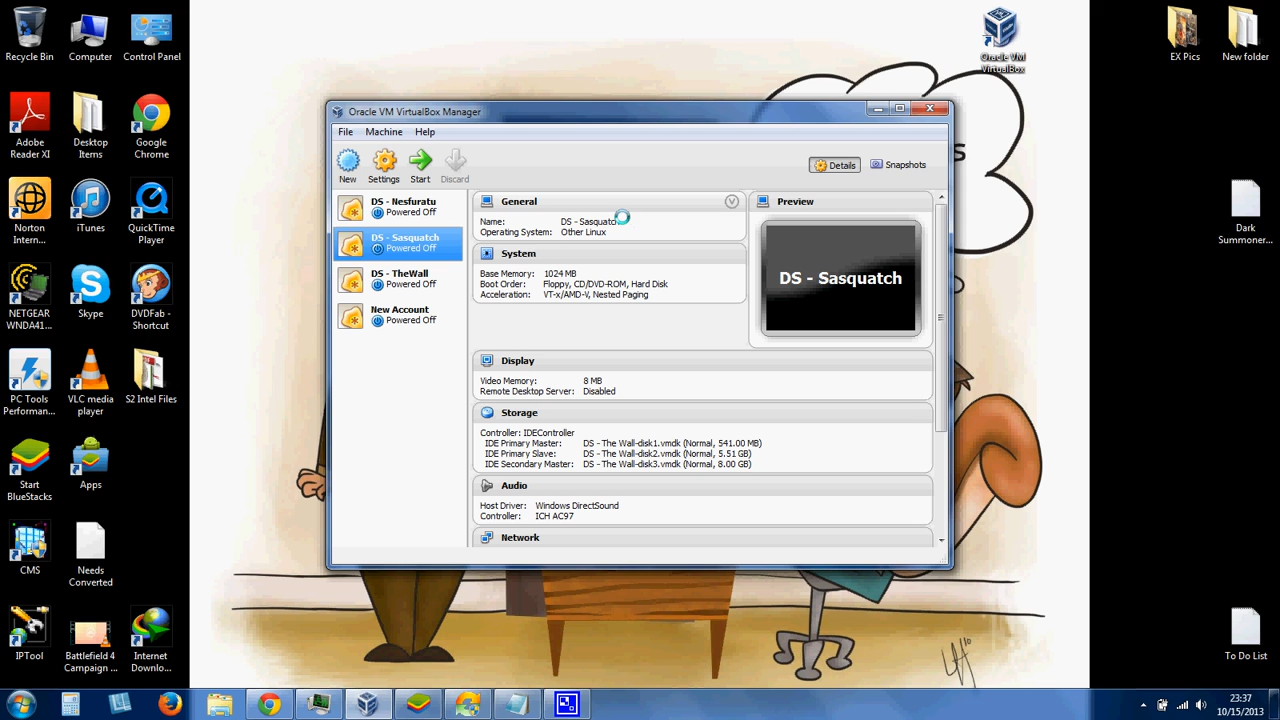 Recycle Bin
Computer
Control Panel
Oracle VM
VirtualBox
EX Pics
New folder
Adobe
Reader XI
Desktop
Items
Google
Chrome
Norton
Intern...
iTunes
QuickTime
Player
NETGEAR
WNDA41...
Skype
DVDFab -
Shortcut
PC Tools
Performan...
VLC media
player
S2 Intel Files
Start
BlueStacks
Apps
CMS
Needs
Converted
IPTool
Battlefield 4
Campaign ...
Internet
Downlo...
Oracle VM VirtualBox Manager
File Machine Help
New Settings Start Discard
Details Snapshots
DS - Nesfuratu
Powered Off
DS - Sasquatch
Powered Off
DS - TheWall
Powered Off
New Account
Powered Off
General
Name: DS - Sasquatc
Operating System: Other Linux
System
Base Memory: 1024 MB
Boot Order: Floppy, CD/DVD-ROM, Hard Disk
Acceleration: VT-x/AMD-V, Nested Paging
Preview
DS - Sasquatch
Display
Video Memory: 8 MB
Remote Desktop Server: Disabled
Storage
Controller: IDEController
IDE Primary Master: DS - The Wall-disk1.vmdk (Normal, 541.00 MB)
IDE Primary Slave: DS - The Wall-disk2.vmdk (Normal, 5.51 GB)
IDE Secondary Master: DS - The Wall-disk3.vmdk (Normal, 8.00 GB)
Audio
Host Driver: Windows DirectSound
Controller: ICH AC97
Network
Dark
Summoner...
To Do List
23:37
10/15/2013